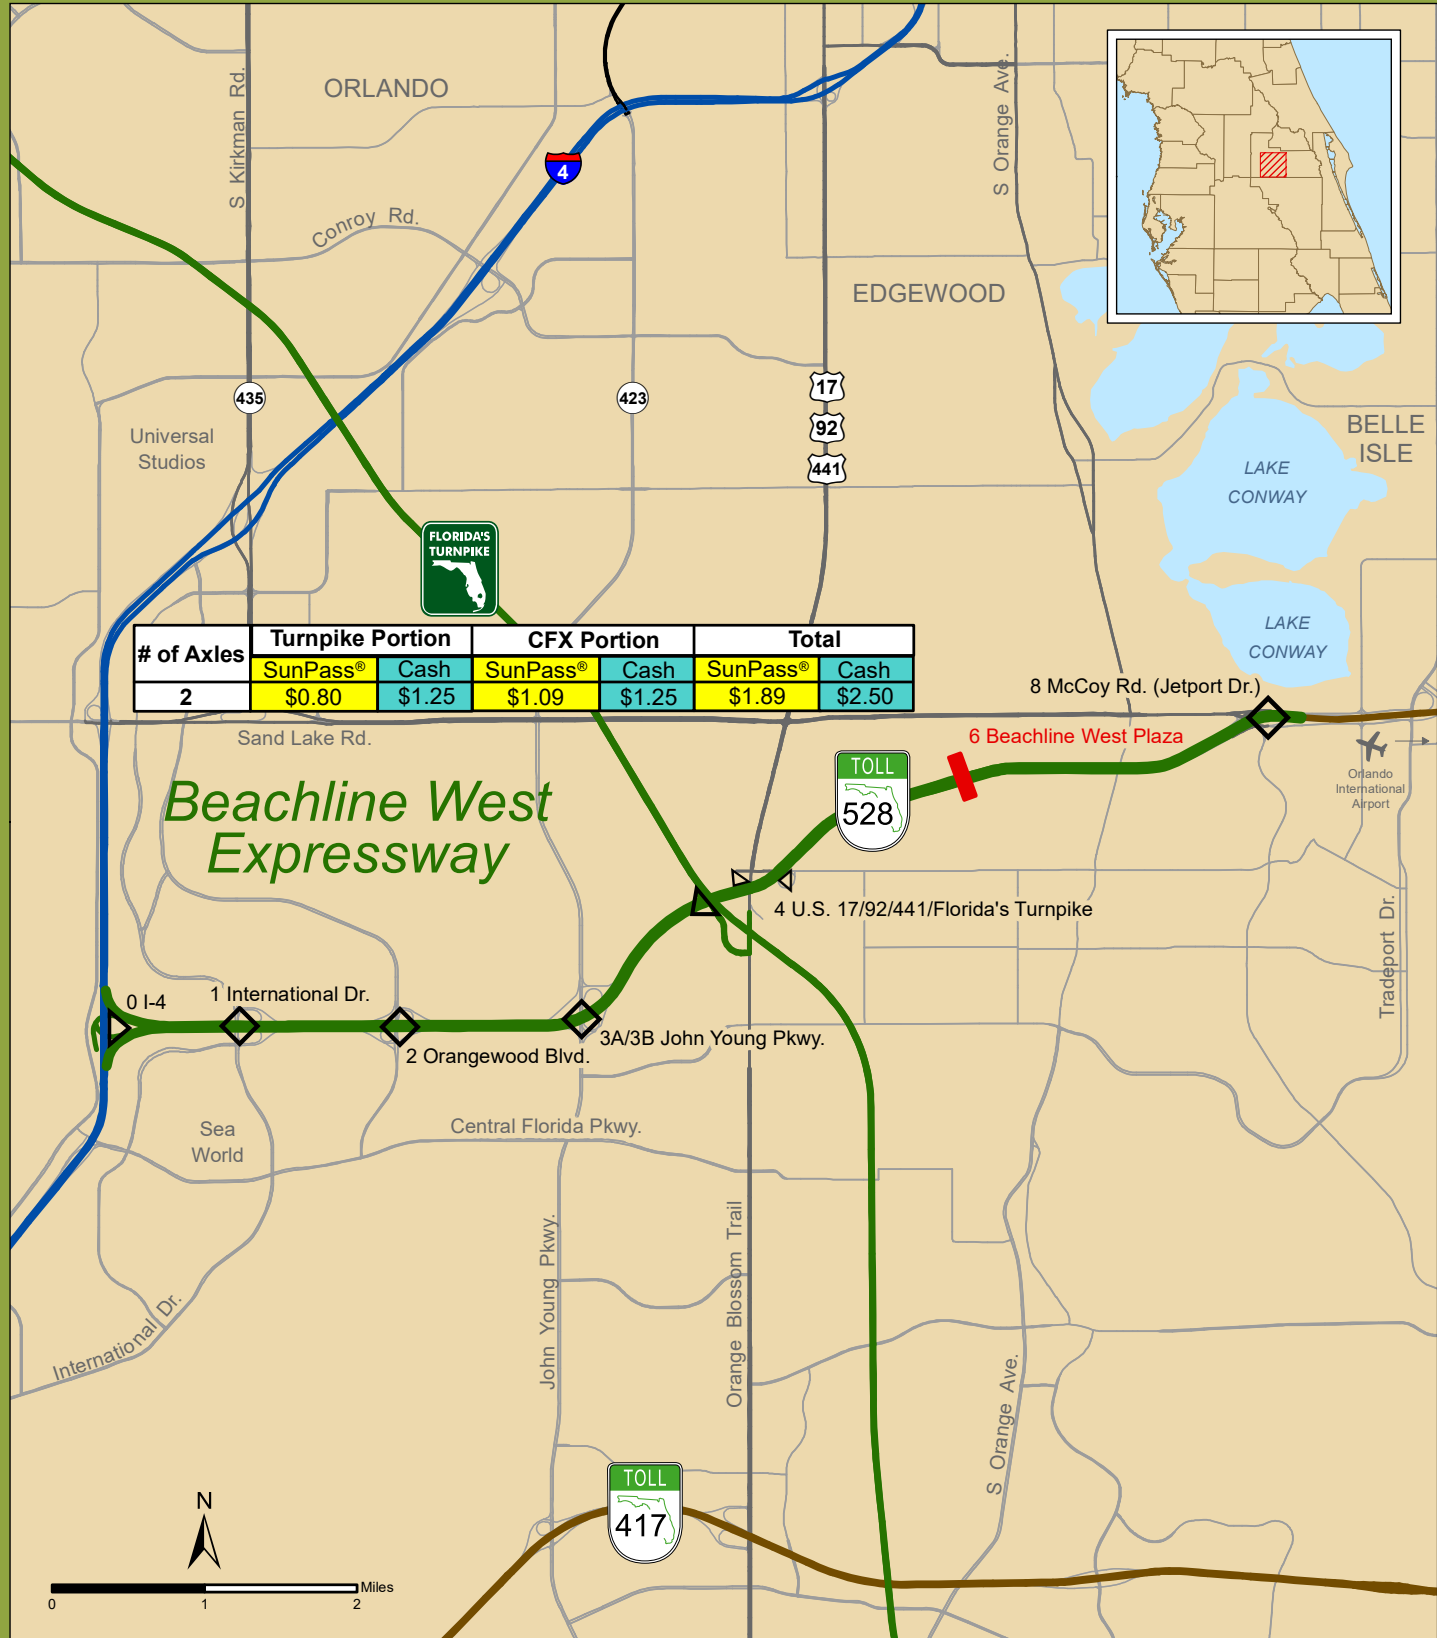 ORLANDO
S Kirkman Rd.
S Orange Ave.
4
Conroy Rd.
EDGEWOOD
435
423
17
92
441
Universal
Studios
BELLE
ISLE
LAKE
CONWAY
FLORIDA'S
TURNPIKE
LAKE
CONWAY
# of Axles Turnpike Portion CFX Portion Total
SunPass® Cash SunPass® Cash SunPass® Cash
2 $0.80 $1.25 $1.09 $1.25 $1.89 $2.50
8 McCoy Rd. (Jetport Dr.)
Sand Lake Rd.
6 Beachline West Plaza
TOLL
528
Orlando
International
Airport
Beachline West
Expressway
4 U.S. 17/92/441/Florida's Turnpike
Tradeport Dr.
0 I-4
1 International Dr.
2 Orangewood Blvd.
3A/3B John Young Pkwy.
Sea
World
Central Florida Pkwy.
John Young Pkwy.
Orange Blossom Trail
International Dr.
S Orange Ave.
TOLL
417
N
Miles
0 1 2